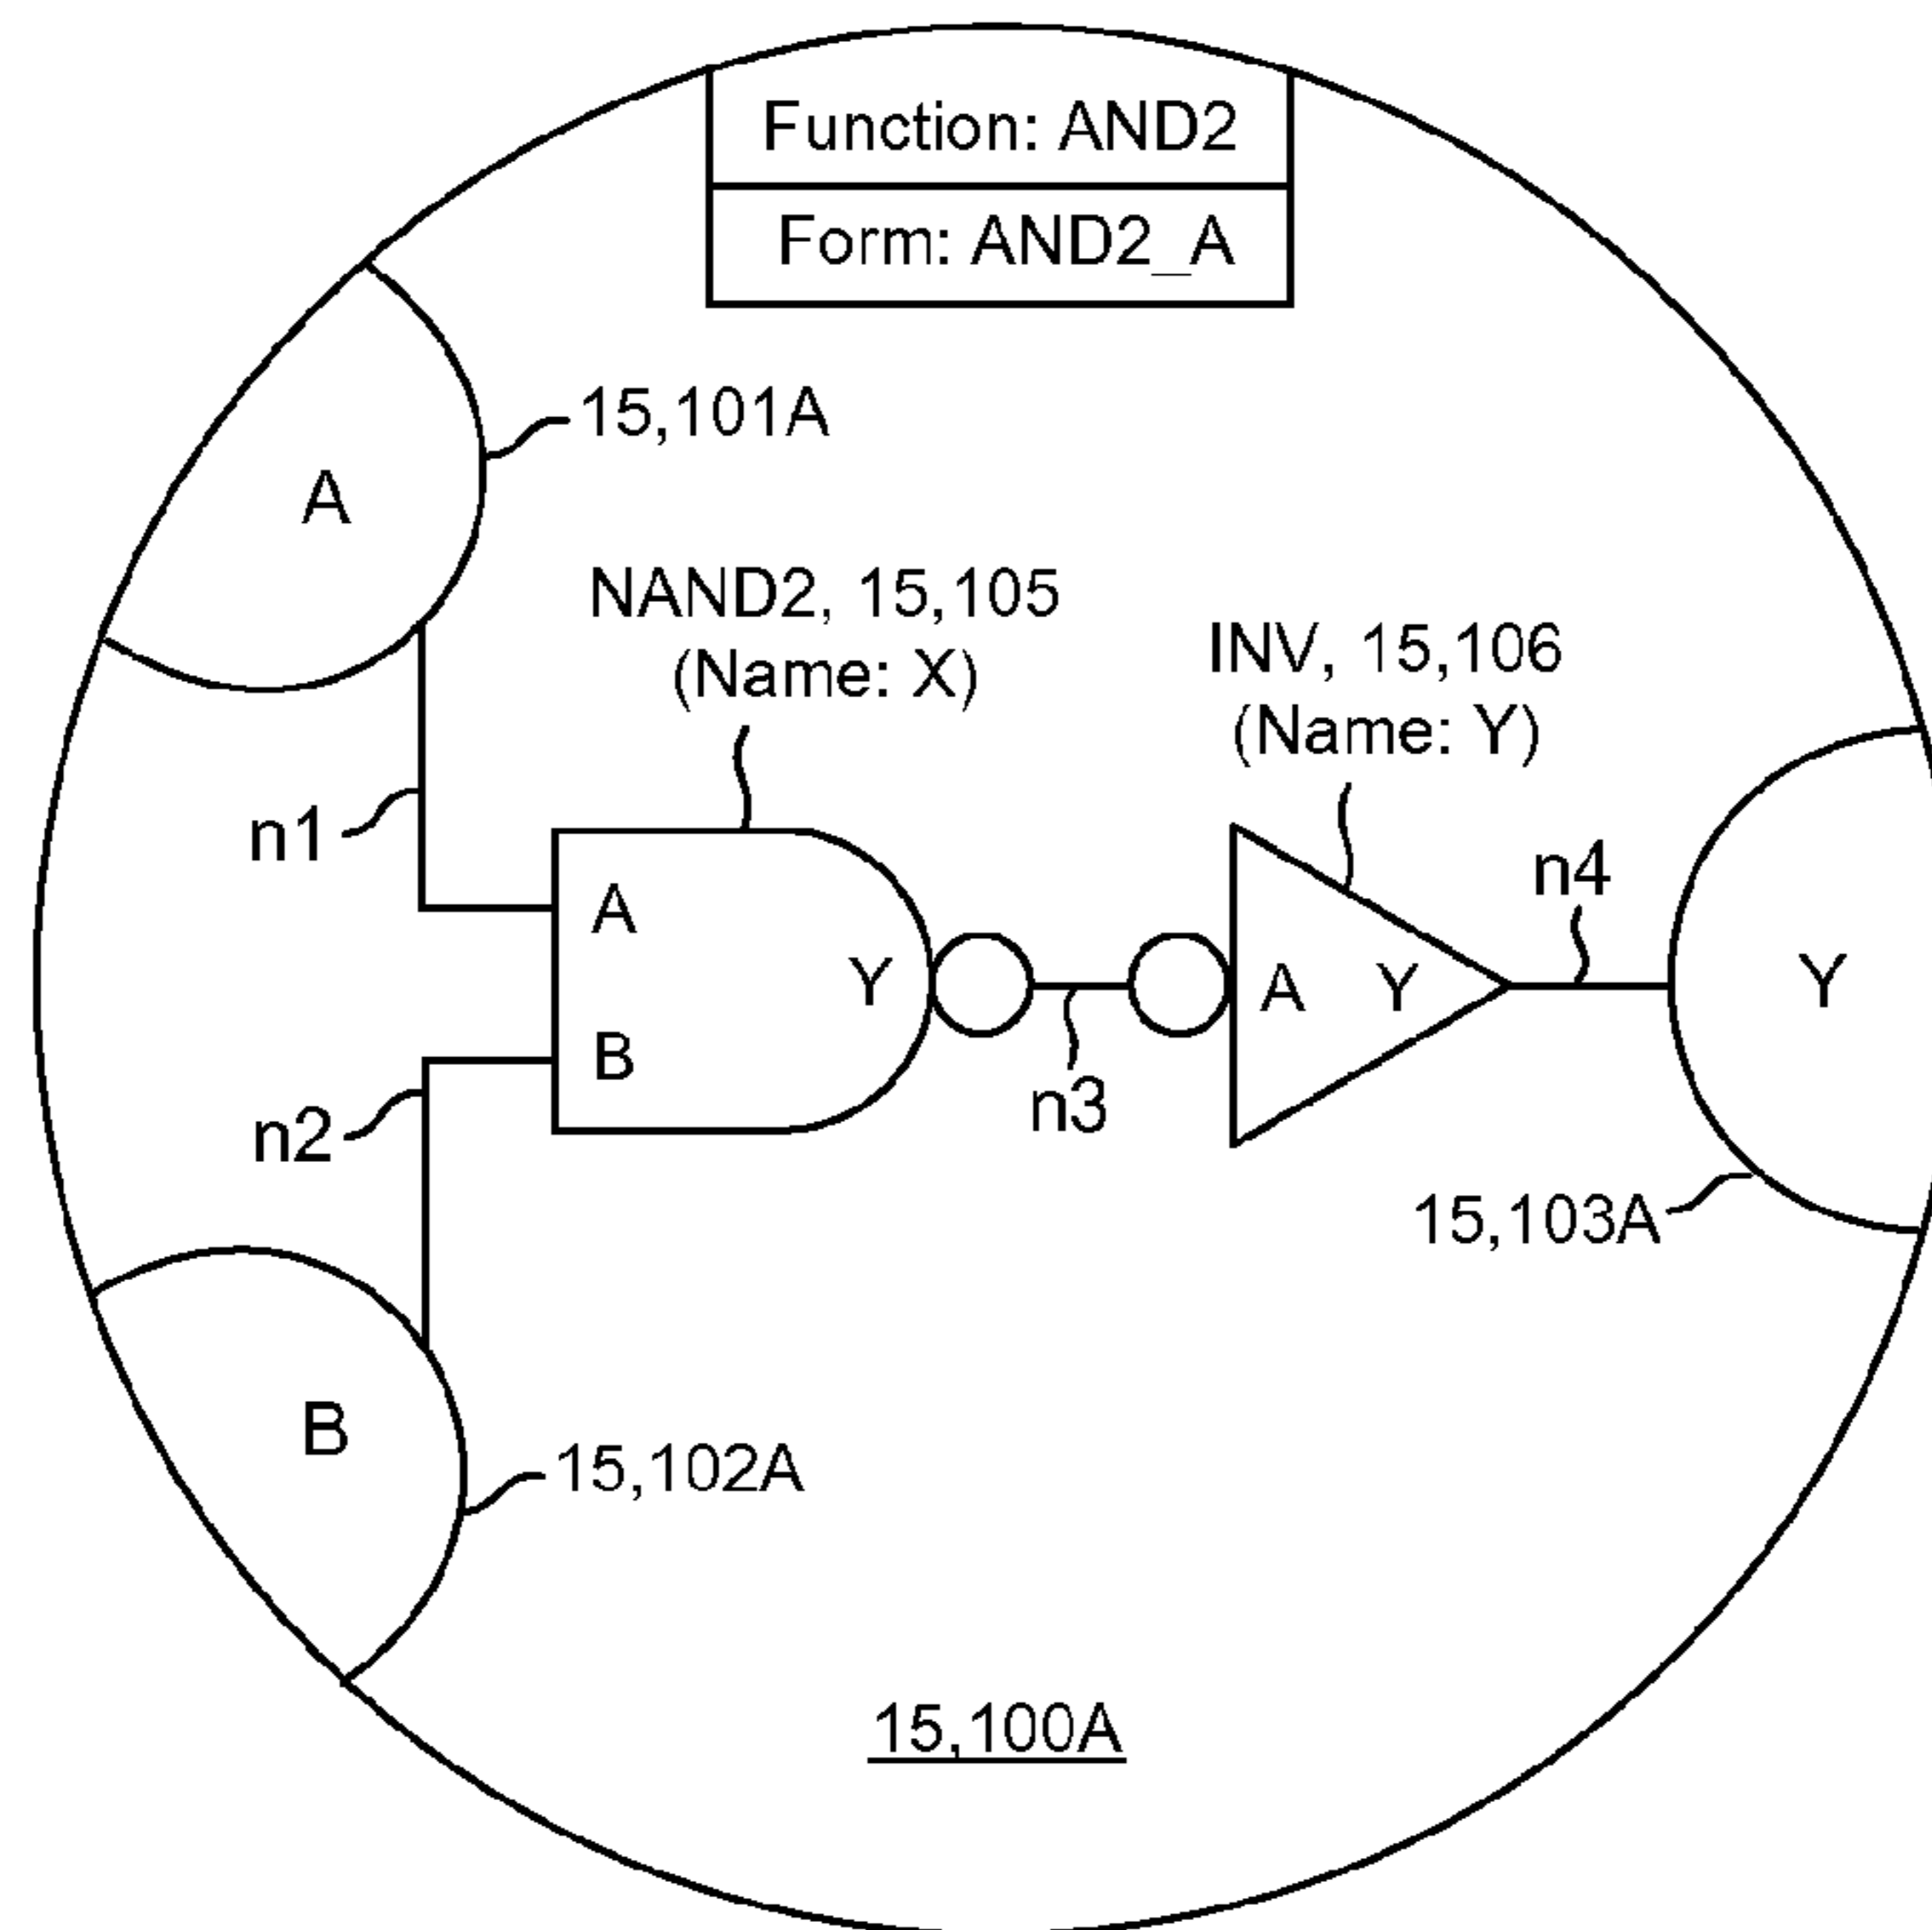 Function: AND2
Form: AND2_A
15,101A
A
NAND2, 15,105
(Name: X)
INV, 15,106
(Name: Y)
n1
n4
A
Y
B
A Y
Y
n3
n2
15,103A
B
15,102A
15,100A